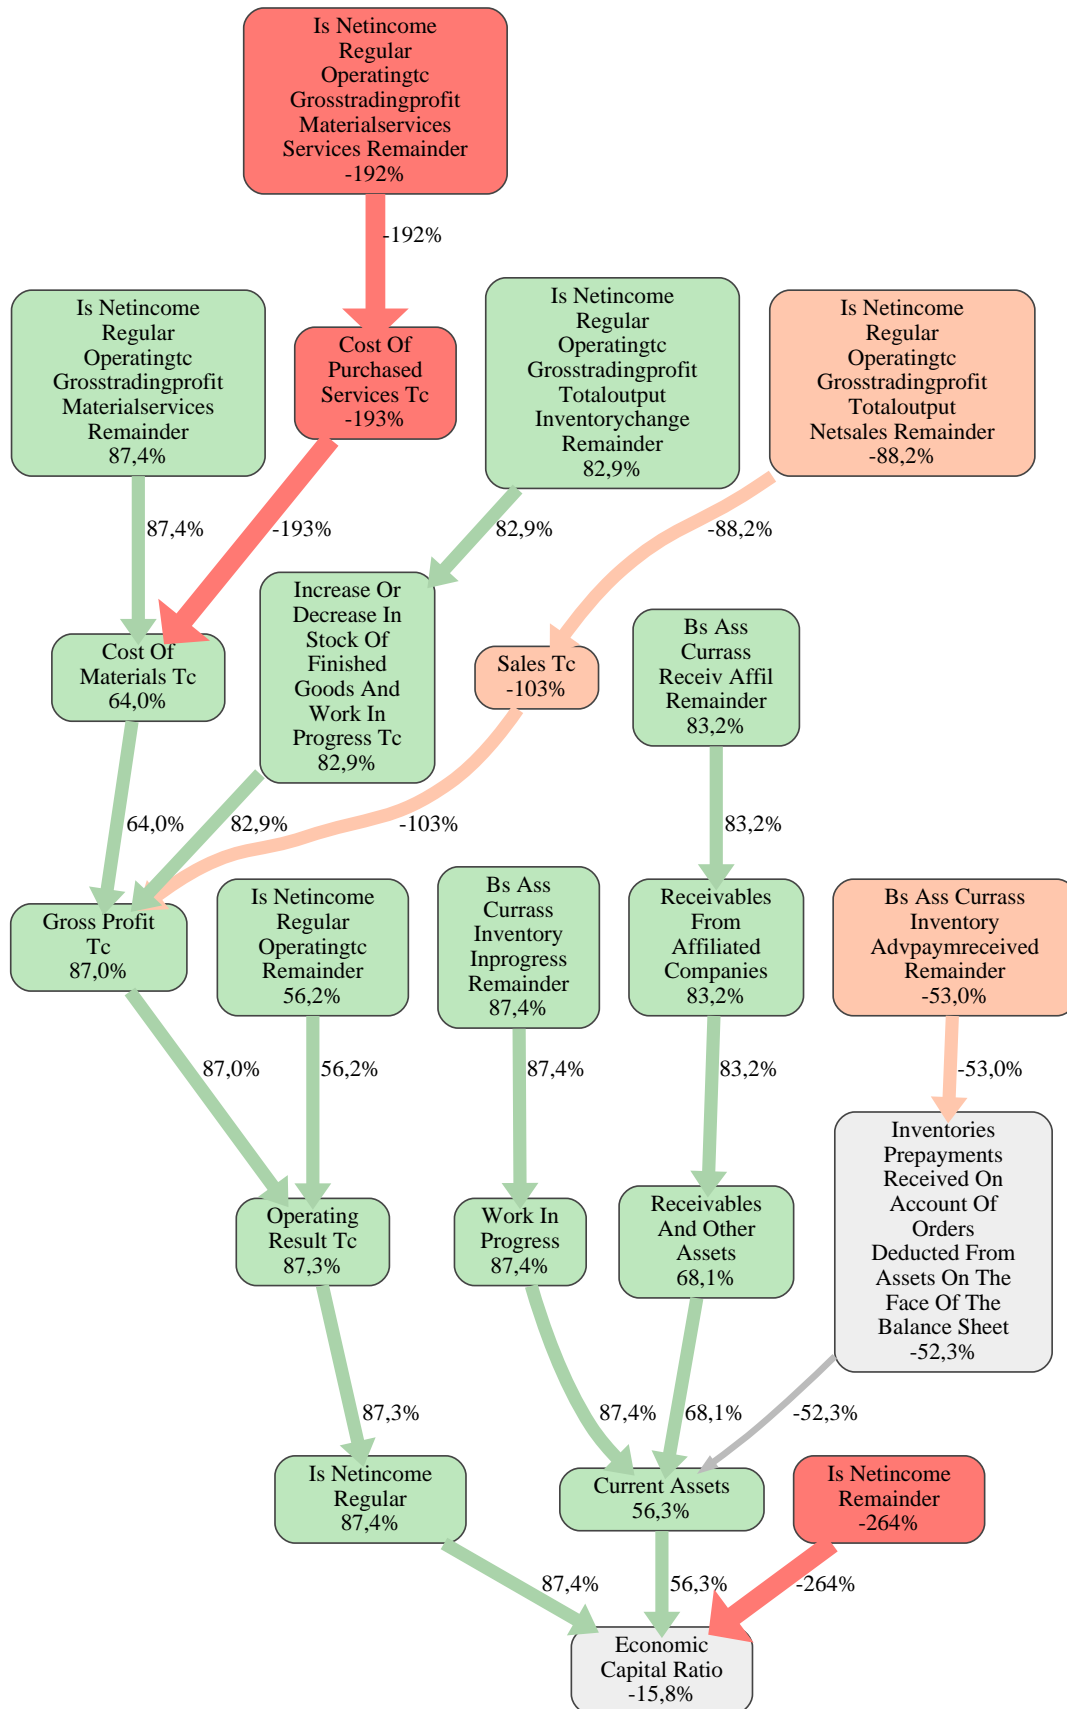 Is Netincome
Regular
Operatingtc
Grosstradingprofit
Materialservices
Services Remainder
-192%
-192%
Is Netincome
Regular
Operatingtc
Grosstradingprofit
Materialservices
Remainder
87,4%
Cost Of
Purchased
Services Tc
-193%
Is Netincome
Regular
Operatingtc
Grosstradingprofit
Totaloutput
Inventorychange
Remainder
82,9%
Is Netincome
Regular
Operatingtc
Grosstradingprofit
Totaloutput
Netsales Remainder
-88,2%
87,4%
-193%
82,9%
-88,2%
Cost Of
Materials Tc
64,0%
Increase Or
Decrease In
Stock Of
Finished
Goods And
Work In
Progress Tc
82,9%
Sales Tc
-103%
Bs Ass
Currass
Receiv Affil
Remainder
83,2%
64,0%
82,9%
-103%
83,2%
Gross Profit
Tc
87,0%
Is Netincome
Regular
Operatingtc
Remainder
56,2%
Bs Ass
Currass
Inventory
Inprogress
Remainder
87,4%
Receivables
From
Affiliated
Companies
83,2%
Bs Ass Currass
Inventory
Advpaymreceived
Remainder
-53,0%
87,0%
56,2%
87,4%
83,2%
-53,0%
Operating
Result Tc
87,3%
Work In
Progress
87,4%
Receivables
And Other
Assets
68,1%
Inventories
Prepayments
Received On
Account Of
Orders
Deducted From
Assets On The
Face Of The
Balance Sheet
-52,3%
87,3%
87,4%
68,1%
-52,3%
Is Netincome
Regular
87,4%
Current Assets
56,3%
Is Netincome
Remainder
-264%
87,4%
56,3%
-264%
Economic
Capital Ratio
-15,8%